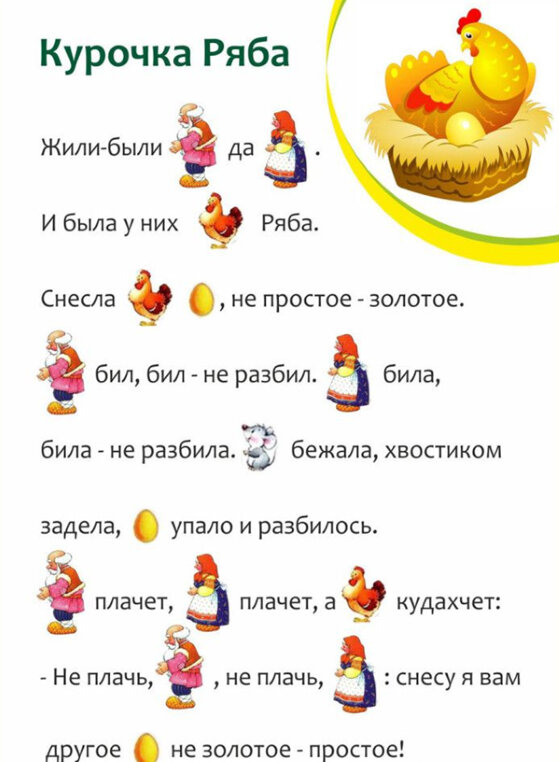 Курочка Ряба
Жили-были да .
И была у них Ряба.
Снесла , не простое - золотое.
бил, бил - не разбил. била,
била - не разбила. бежала, хвостиком
задела, упало и разбилось.
плачет, плачет, а кудахчет:
- Не плачь, , не плачь, : снесу я вам
другое не золотое - простое!